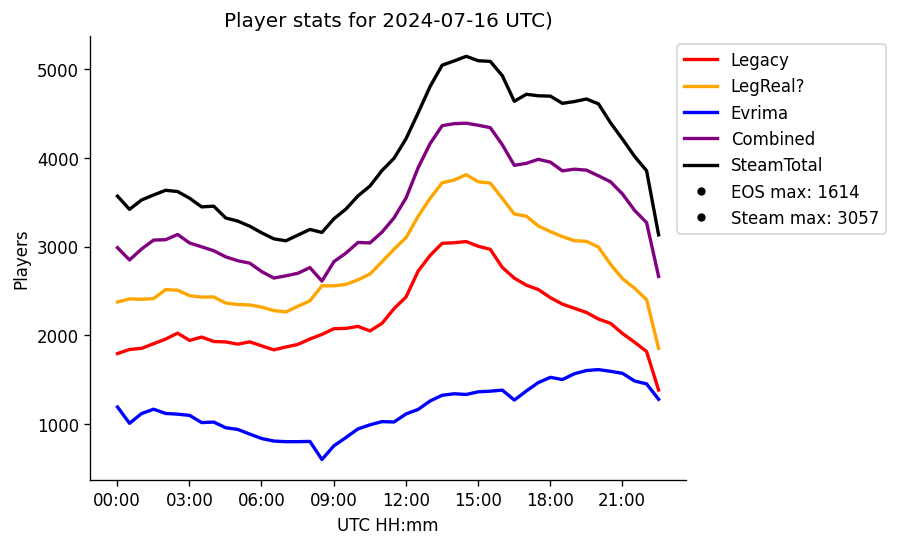 Player stats for 2024-07-16 UTC)
Legacy
LegReal?
Evrima
Combined
SteamTotal
EOS max: 1614
Steam max: 3057
Players
5000
4000
3000
2000
1000
00:00 03:00 06:00 09:00 12:00 15:00 18:00 21:00
UTC HH:mm